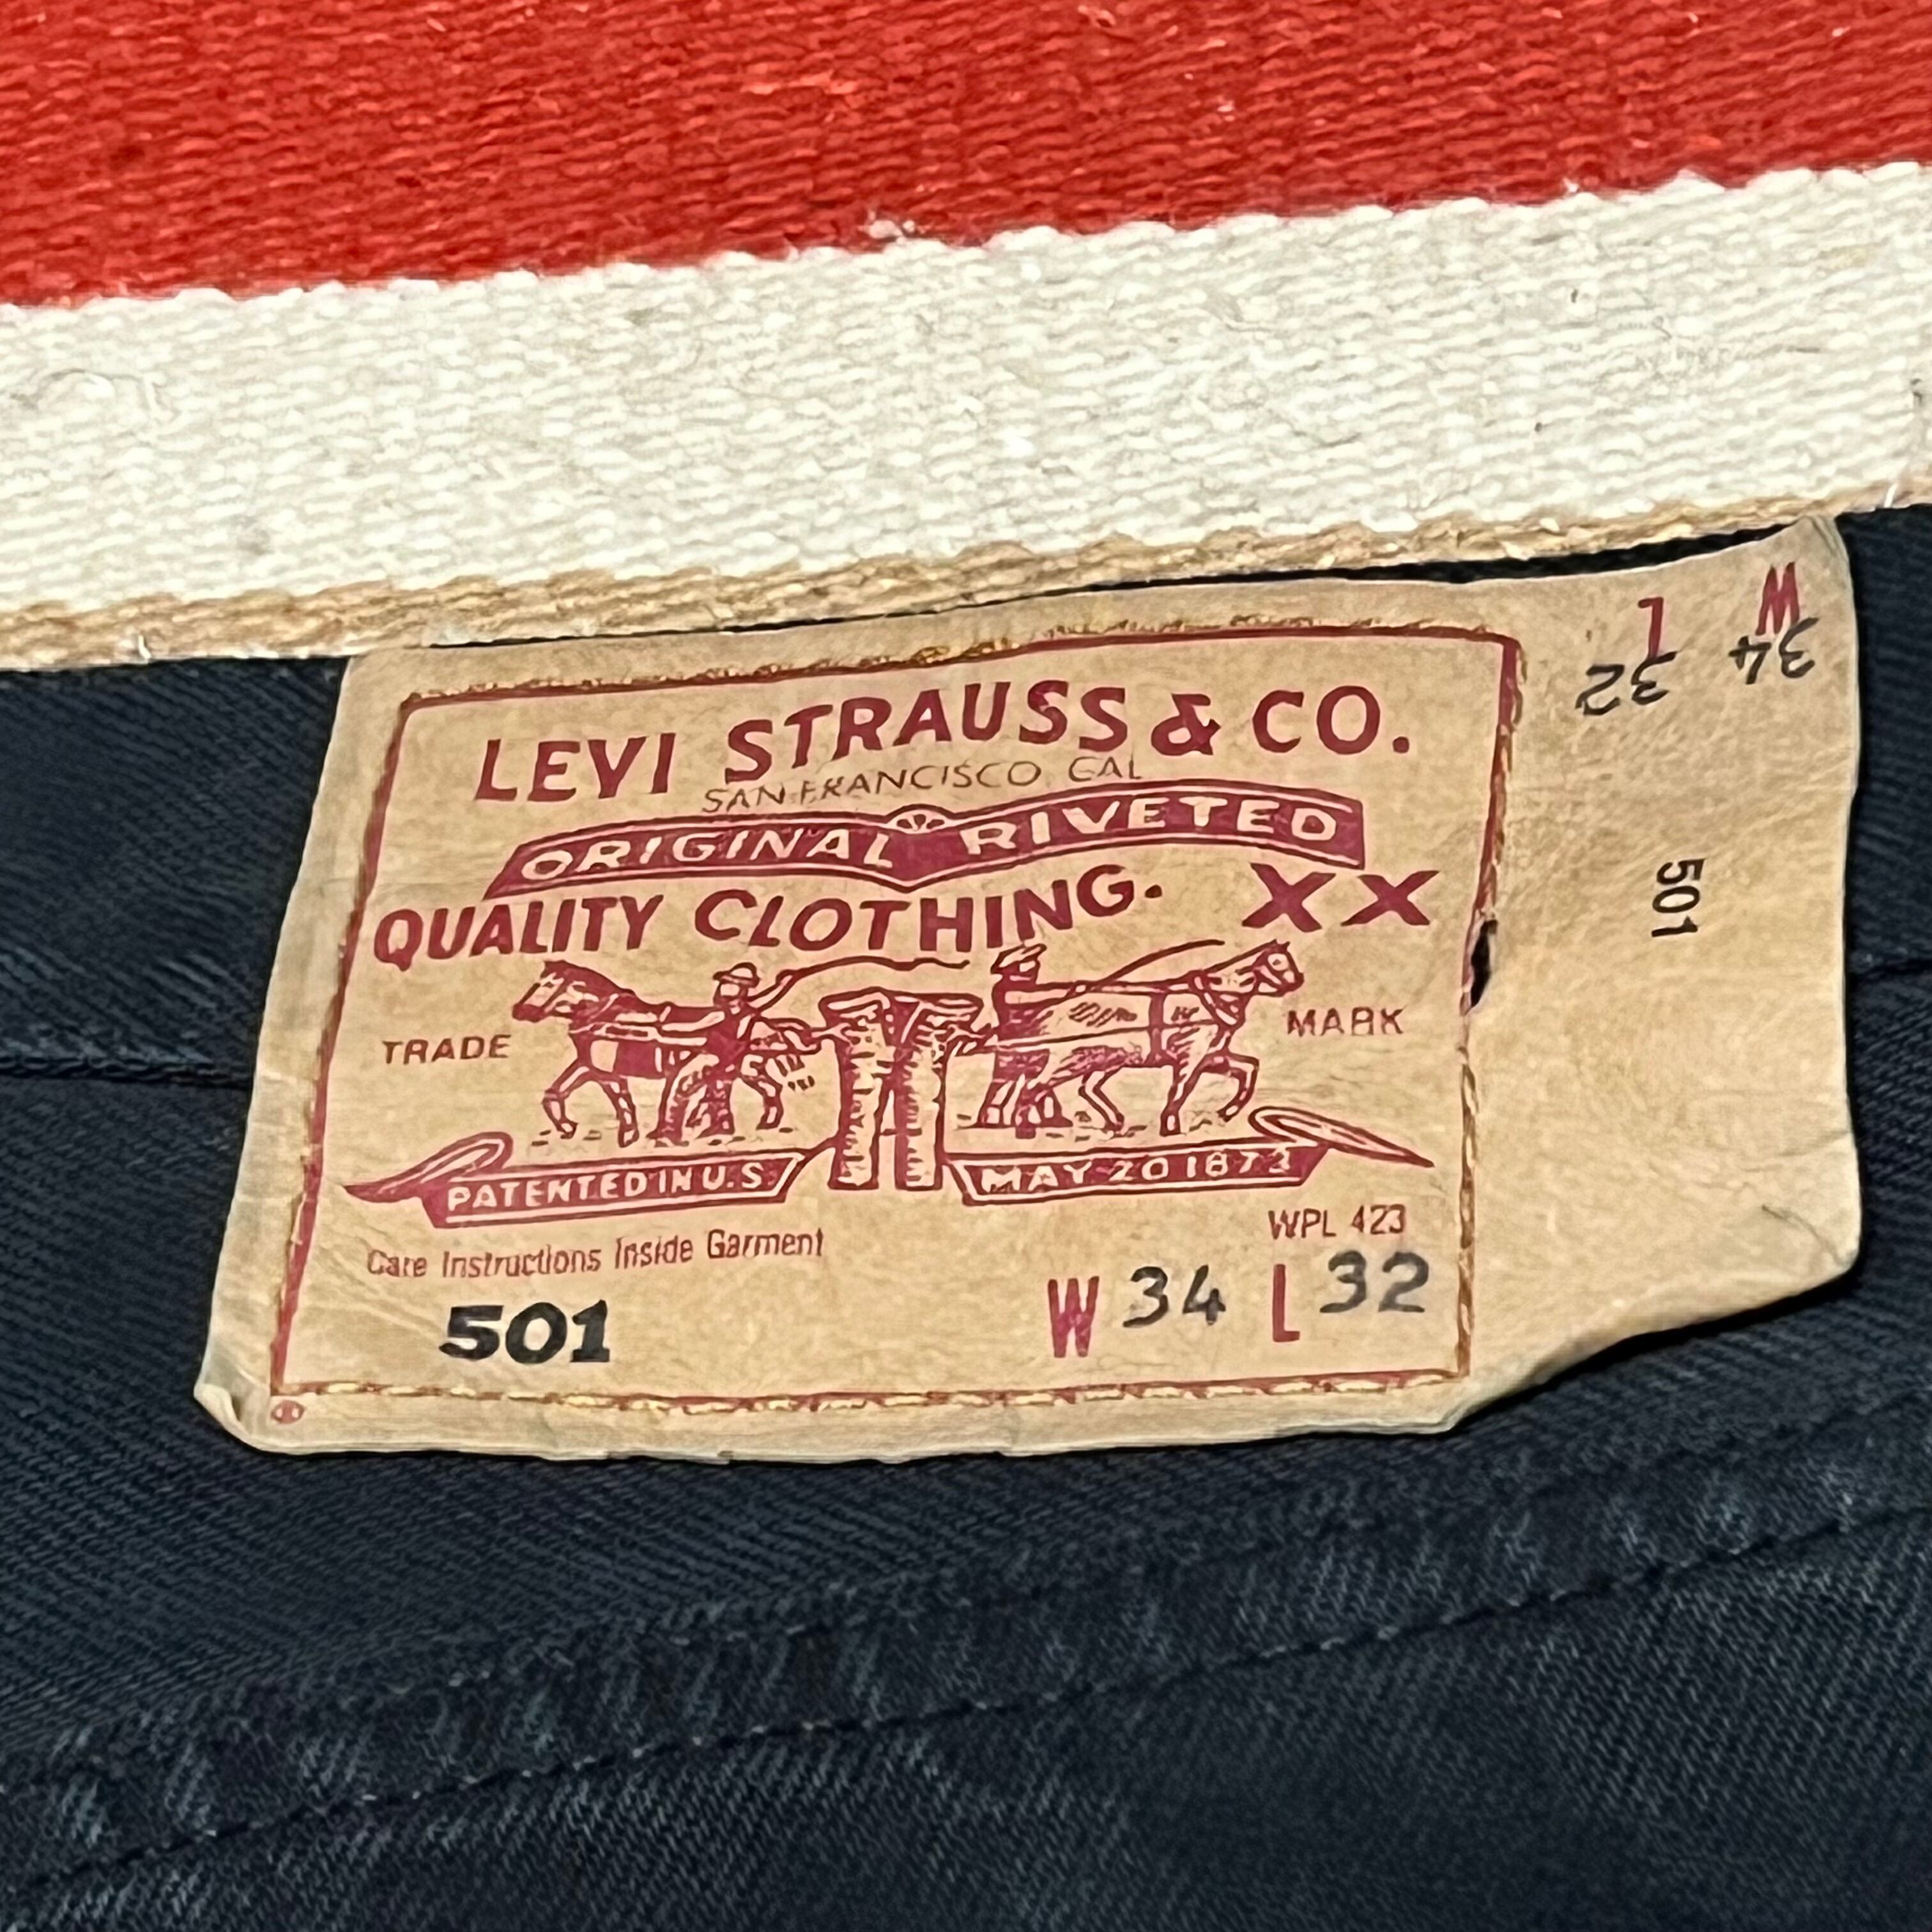 LEVI STRAUSS & CO.
SAN FRANCISCO, CAL
ORIGINAL RIVETED
QUALITY CLOTHING. XX
TRADE MARK
PATENTED IN U.S. MAY 20 1873
WPL 423
Care Instructions Inside Garment
501 W 34 L 32
W 34 L 32
501